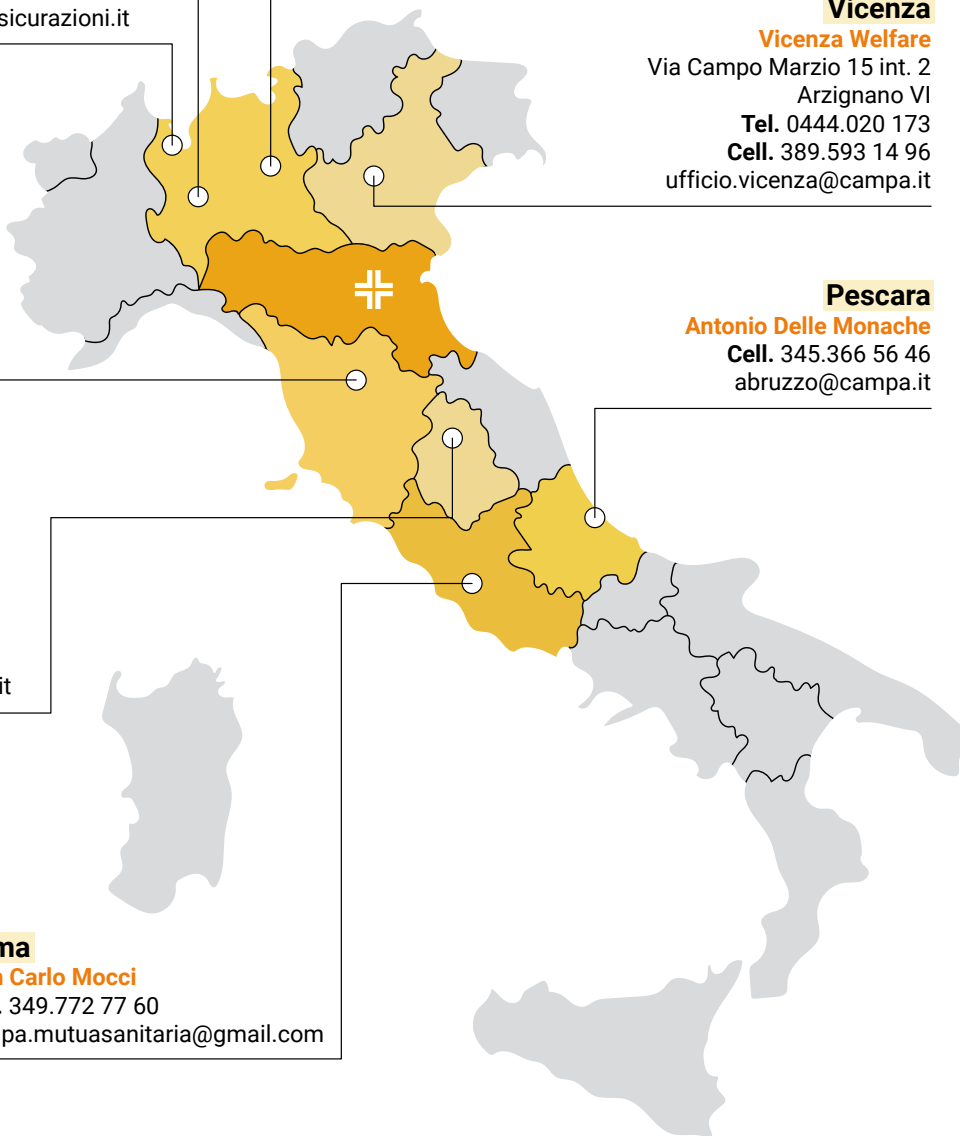 sicurazioni.it
Vicenza
Vicenza Welfare
Via Campo Marzio 15 int. 2
Arzignano VI
Tel. 0444.020 173
Cell. 389.593 14 96
ufficio.vicenza@campa.it
Pescara
Antonio Delle Monache
Cell. 345.366 56 46
abruzzo@campa.it
it
ma
Carlo Mocci
349.772 77 60
pa.mutuasanitaria@gmail.com